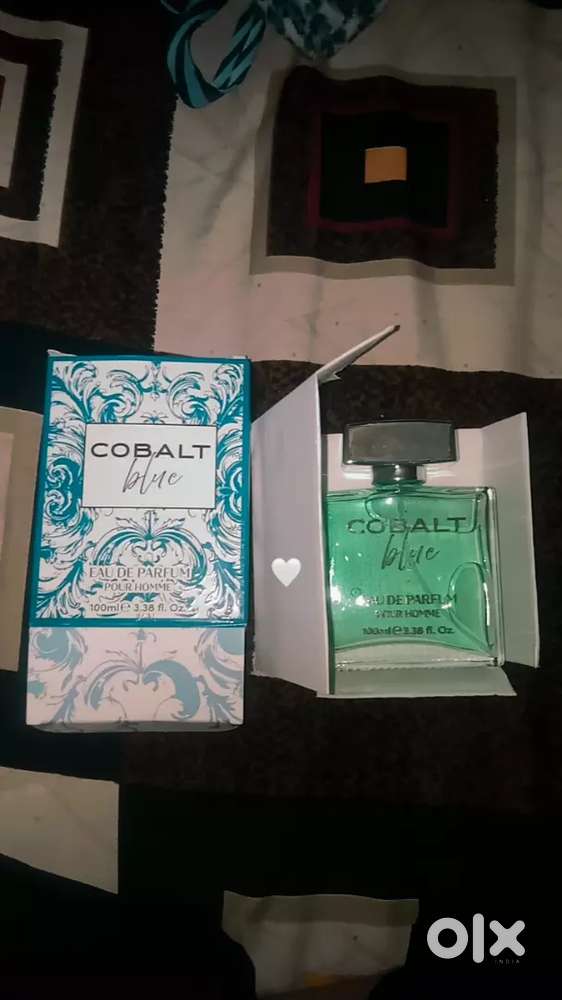 COBALT
blue
EAU DE PARFUM
POUR HOMME
100ml e 3.38 fl. Oz.
COBALT
blue
EAU DE PARFUM
POUR HOMME
100ml e 3.38 fl. Oz.
olx
INDIA